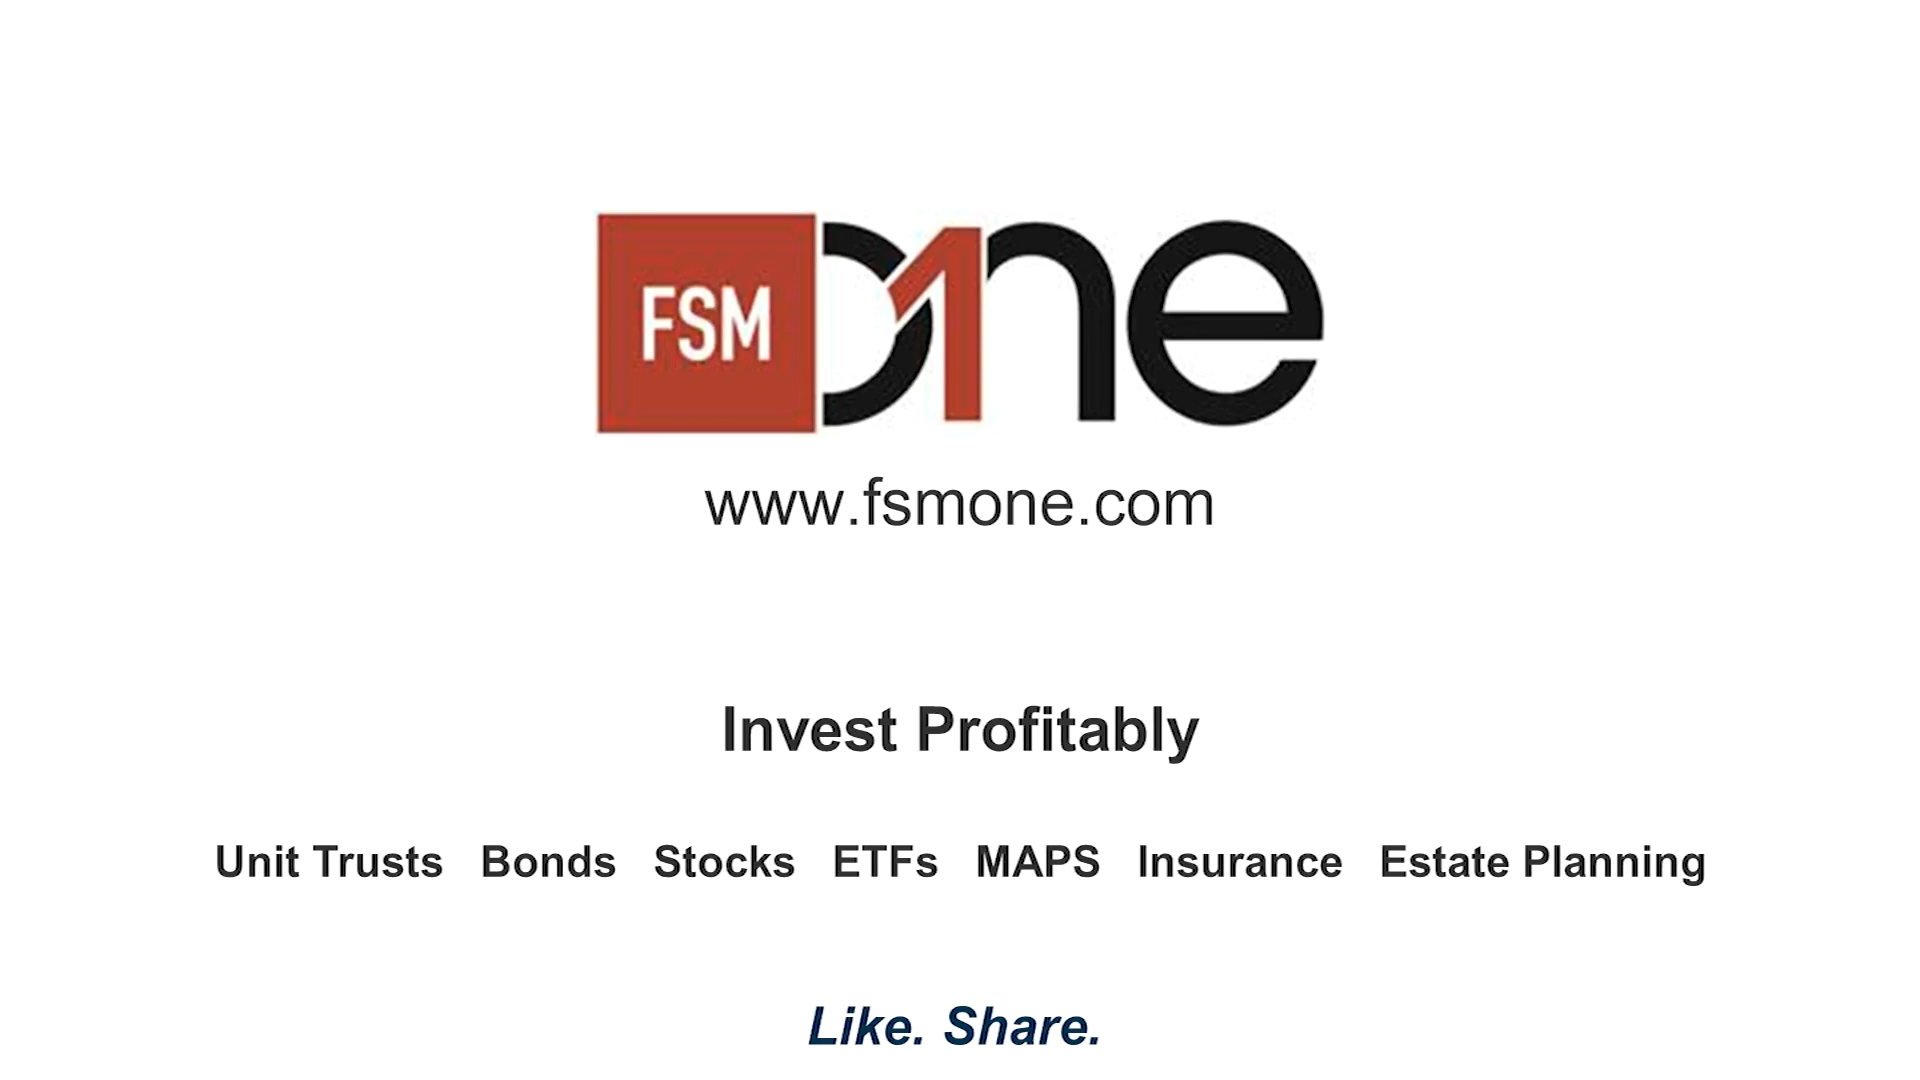 FSM one
www.fsmone.com
Invest Profitably
Unit Trusts Bonds Stocks ETFs MAPS Insurance Estate Planning
Like. Share.